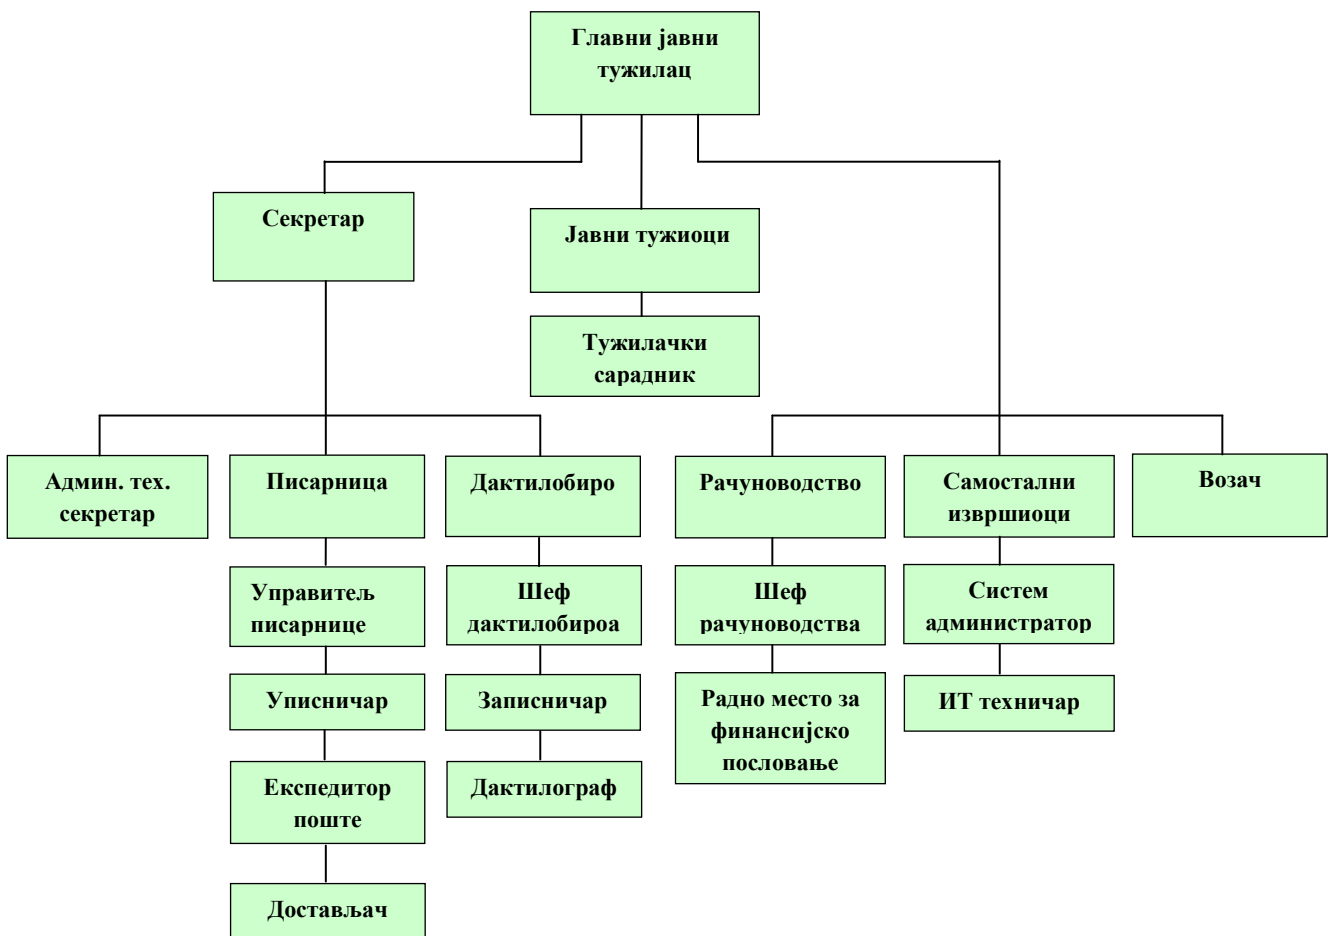 Главни јавни
тужилац
Секретар
Јавни тужиоци
Тужилачки
сарадник
Админ. тех.
секретар
Писарница
Дактилобиро
Рачуноводство
Самостални
извршиоци
Возач
Управитељ
писарнице
Шеф
дактилобироа
Шеф
рачуноводства
Систем
администратор
Уписничар
Записничар
Радно место за
финансијско
пословање
ИТ техничар
Експедитор
поште
Дактилограф
Достављач